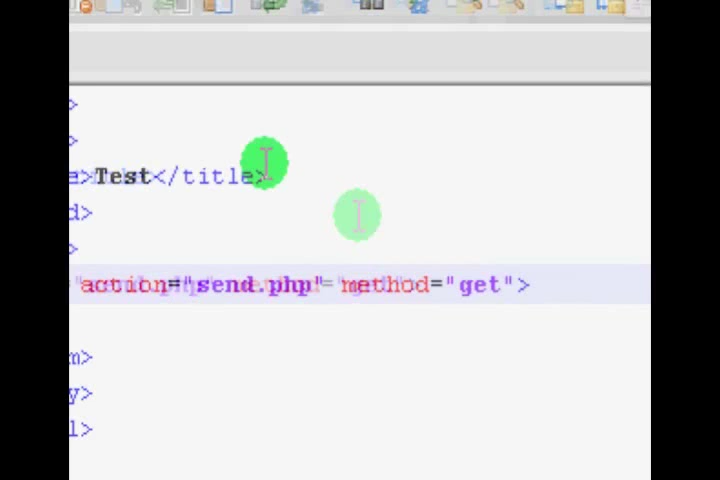 >
>
e>Test</title>
d>
>
action="send.php" method="get">
m>
y>
l>